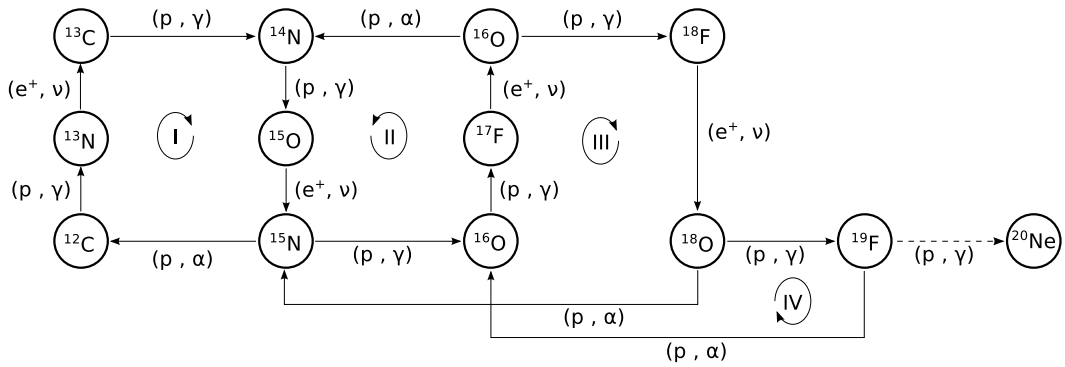 ¹³C (p , γ) ¹⁴N (p , α) ¹⁶O (p , γ) ¹⁸F
(e⁺, ν) (p , γ) (e⁺, ν)
¹³N I ¹⁵O II ¹⁷F III (e⁺, ν)
(p , γ) (e⁺, ν) (p , γ)
¹²C (p , α) ¹⁵N (p , γ) ¹⁶O ¹⁸O (p , γ) ¹⁹F (p , γ) ²⁰Ne
IV
(p , α)
(p , α)